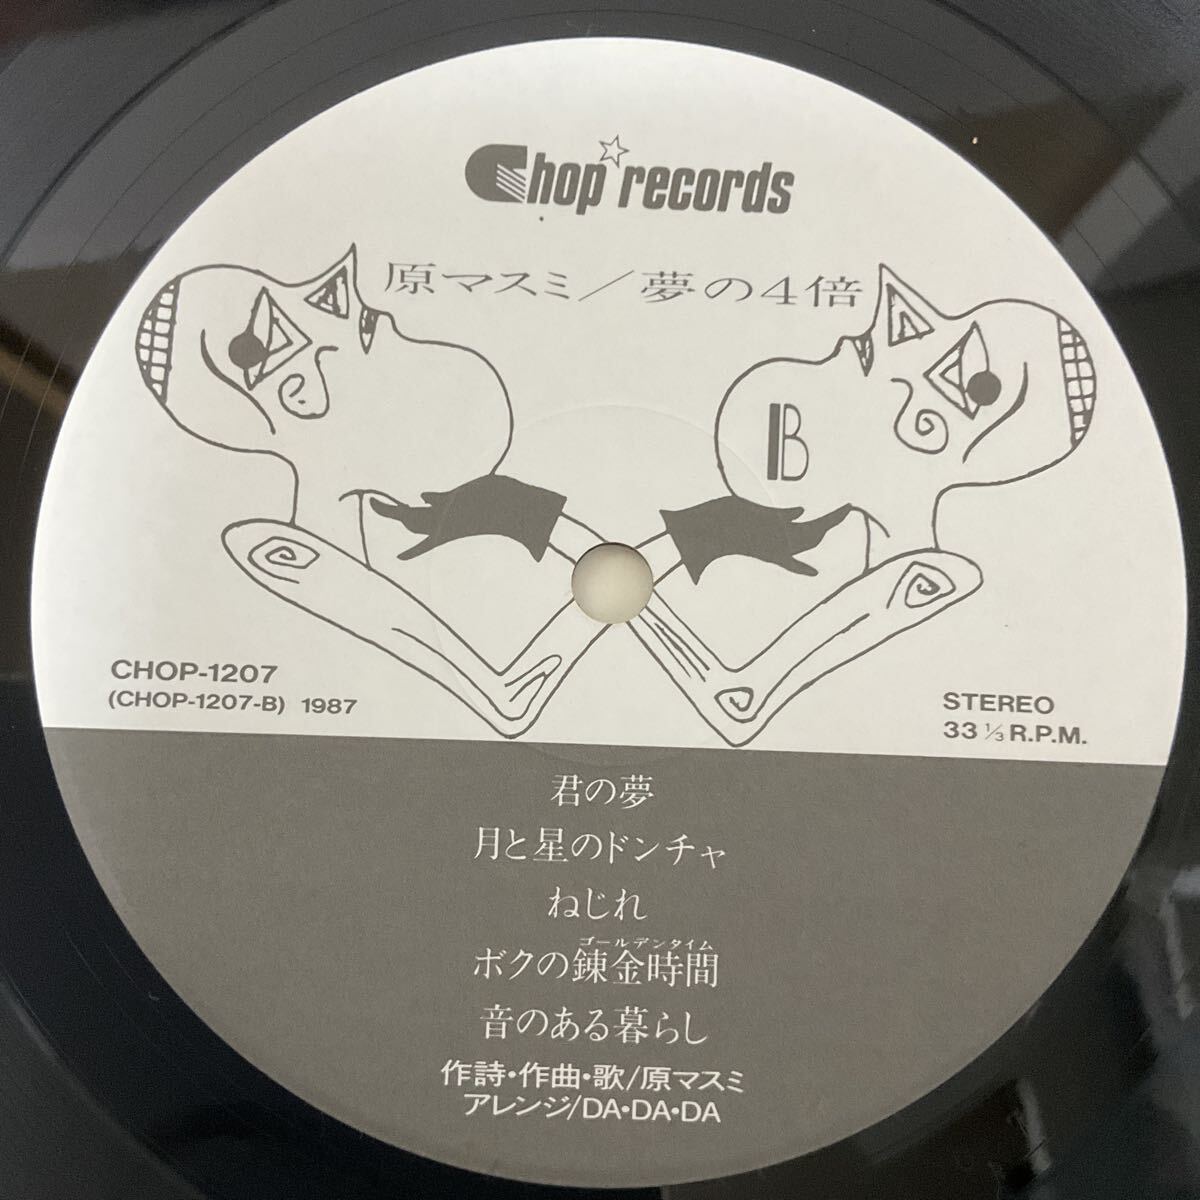 Chop records
原マスミ/夢の4倍
B
CHOP-1207
(CHOP-1207-B) 1987
STEREO
33 1/3 R.P.M.
君の夢
月と星のドンチャ
ねじれ
ゴールデンタイム
ボクの錬金時間
音のある暮らし
作詩・作曲・歌/原マスミ
アレンジ/DA・DA・DA